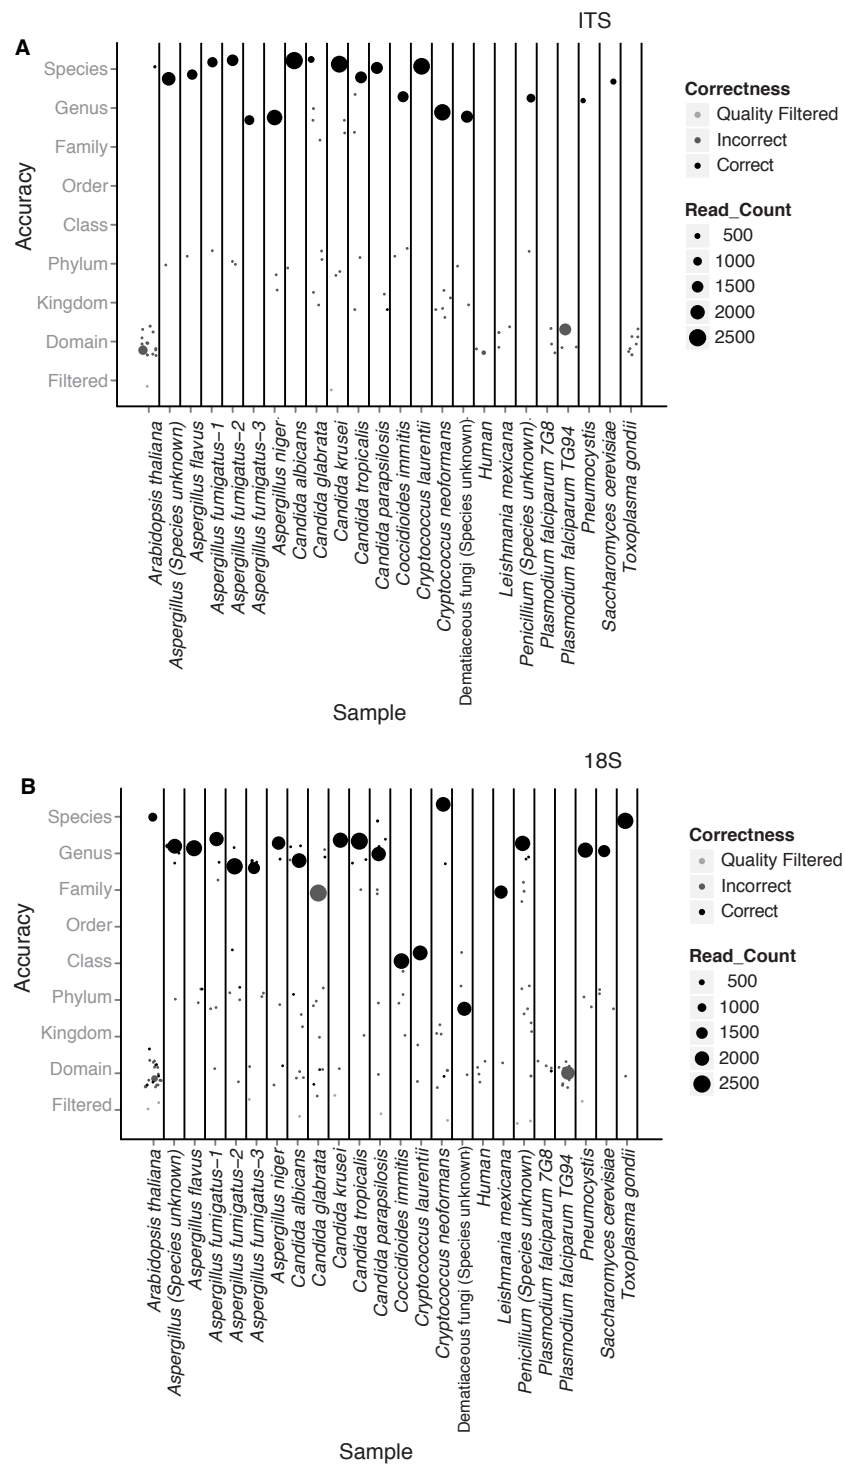 ITS
A
Species
Genus
Family
Order
Class
Phylum
Kingdom
Domain
Filtered
Accuracy
Correctness
Quality Filtered
Incorrect
Correct
Read_Count
500
1000
1500
2000
2500
Arabidopsis thaliana
Aspergillus (Species unknown)
Aspergillus flavus
Aspergillus fumigatus−1
Aspergillus fumigatus−2
Aspergillus fumigatus−3
Aspergillus niger
Candida albicans
Candida glabrata
Candida krusei
Candida tropicalis
Candida parapsilosis
Coccidioides immitis
Cryptococcus laurentii
Cryptococcus neoformans
Dematiaceous fungi (Species unknown)
Human
Leishmania mexicana
Penicillium (Species unknown)
Plasmodium falciparum 7G8
Plasmodium falciparum TG94
Pneumocystis
Saccharomyces cerevisiae
Toxoplasma gondii
Sample
18S
B
Species
Genus
Family
Order
Class
Phylum
Kingdom
Domain
Filtered
Accuracy
Correctness
Quality Filtered
Incorrect
Correct
Read_Count
500
1000
1500
2000
2500
Arabidopsis thaliana
Aspergillus (Species unknown)
Aspergillus flavus
Aspergillus fumigatus−1
Aspergillus fumigatus−2
Aspergillus fumigatus−3
Aspergillus niger
Candida albicans
Candida glabrata
Candida krusei
Candida tropicalis
Candida parapsilosis
Coccidioides immitis
Cryptococcus laurentii
Cryptococcus neoformans
Dematiaceous fungi (Species unknown)
Human
Leishmania mexicana
Penicillium (Species unknown)
Plasmodium falciparum 7G8
Plasmodium falciparum TG94
Pneumocystis
Saccharomyces cerevisiae
Toxoplasma gondii
Sample